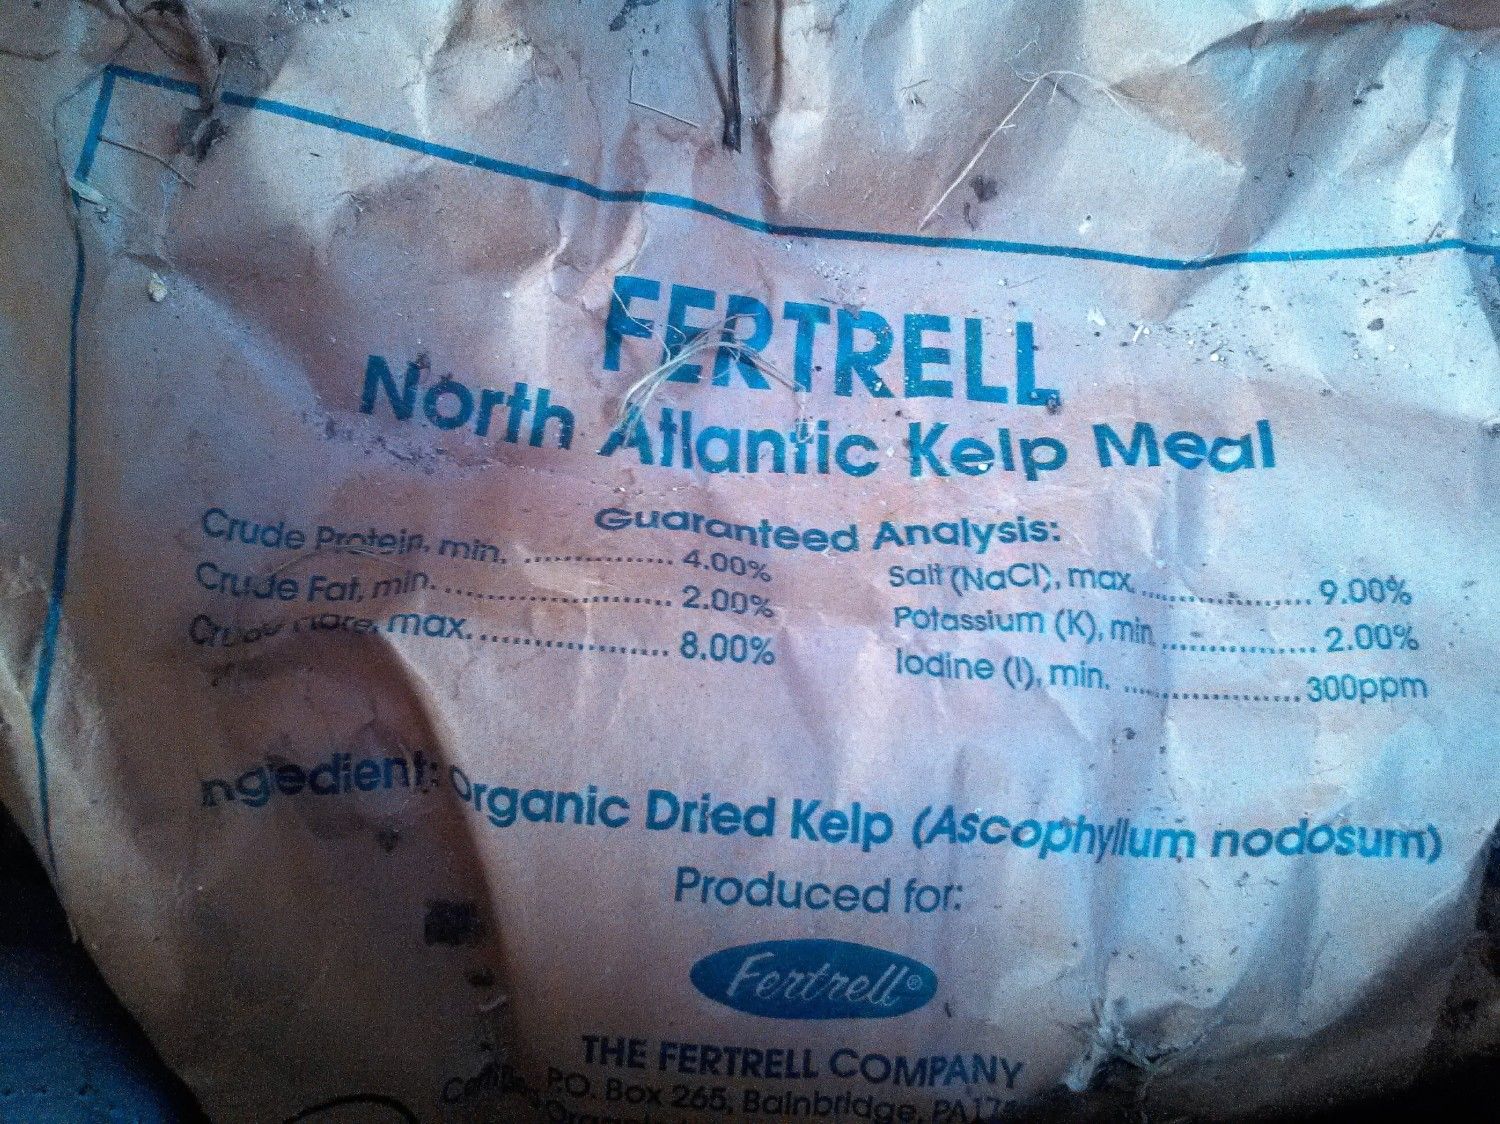 FERTRELL
North Atlantic Kelp Meal
Guaranteed Analysis:
Crude Protein, min. .............. 4.00%
Crude Fat, min. ...................... 2.00%
max. .................. 8.00%
Salt (NaCl), max. .................. 9.00%
Potassium (K), min. ................ 2.00%
Iodine (I), min. .................... 300ppm
ngredient: Organic Dried Kelp (Ascophyllum nodosum)
Produced for:
Fertrell®
THE FERTRELL COMPANY
P.O. Box 265, Bainbridge, PA 17